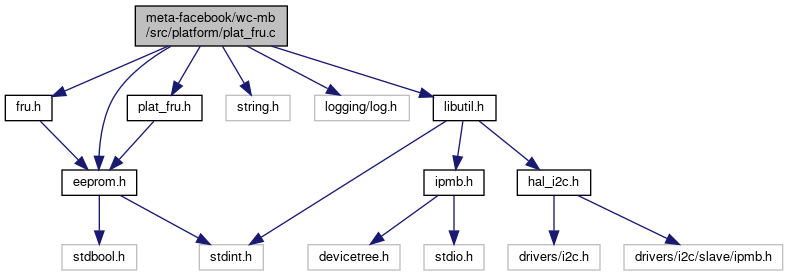 meta-facebook/wc-mb
/src/platform/plat_fru.c
fru.h
plat_fru.h
string.h
logging/log.h
libutil.h
eeprom.h
ipmb.h
hal_i2c.h
stdbool.h
stdint.h
devicetree.h
stdio.h
drivers/i2c.h
drivers/i2c/slave/ipmb.h